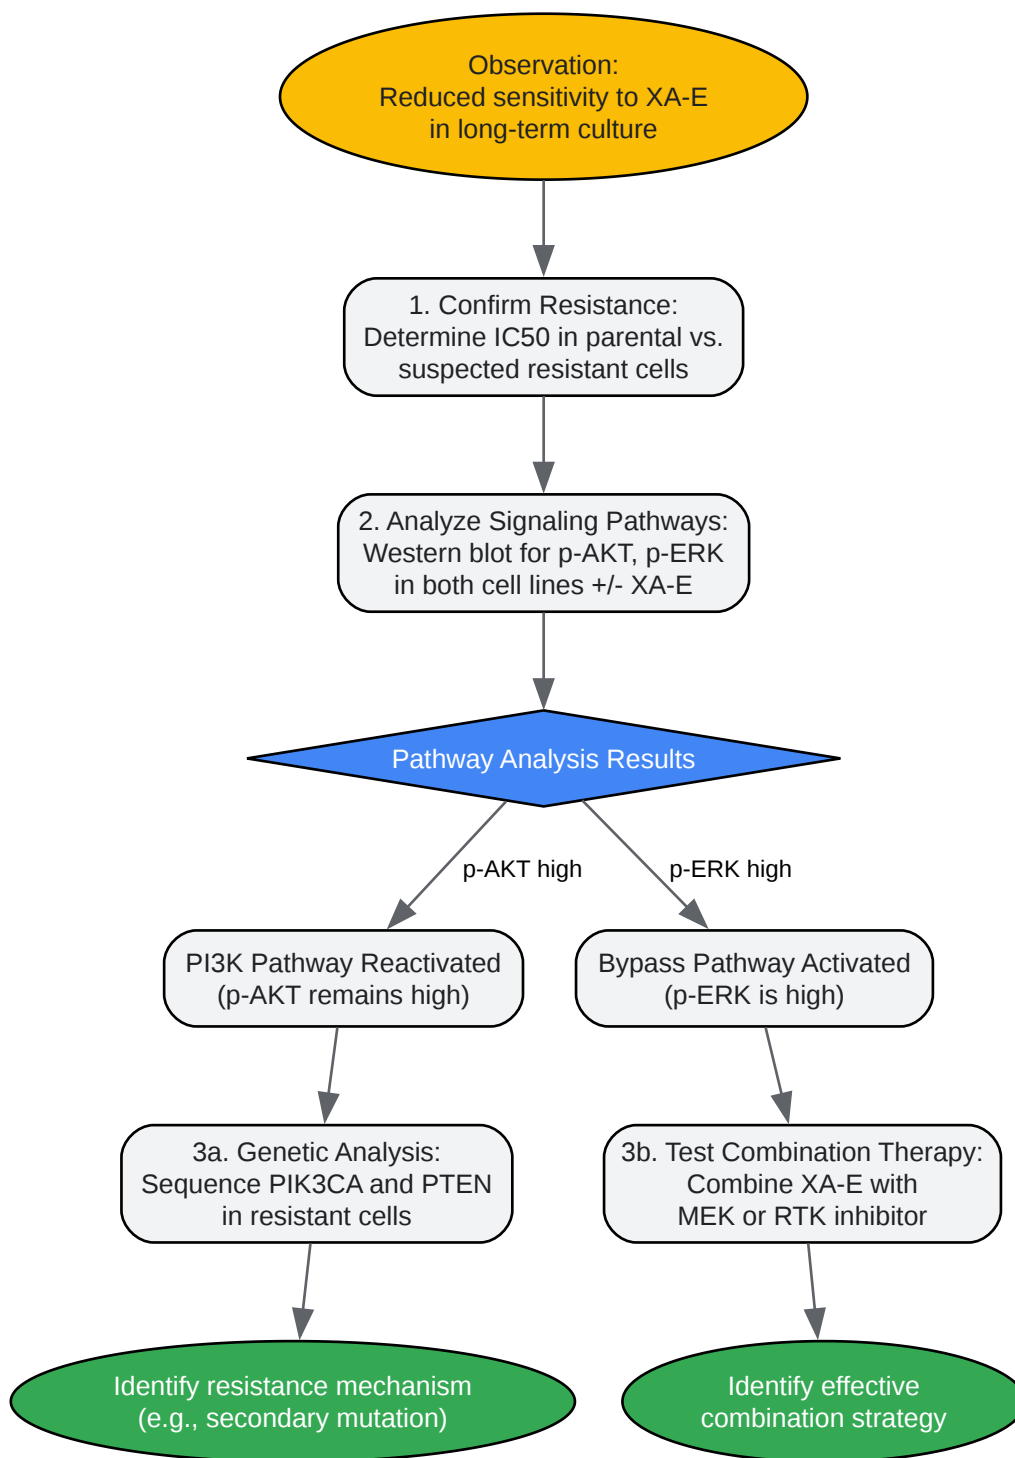 Observation:
Reduced sensitivity to XA-E
in long-term culture
1. Confirm Resistance:
Determine IC50 in parental vs.
suspected resistant cells
2. Analyze Signaling Pathways:
Western blot for p-AKT, p-ERK
in both cell lines +/- XA-E
Pathway Analysis Results
p-AKT high
p-ERK high
PI3K Pathway Reactivated
(p-AKT remains high)
Bypass Pathway Activated
(p-ERK is high)
3a. Genetic Analysis:
Sequence PIK3CA and PTEN
in resistant cells
3b. Test Combination Therapy:
Combine XA-E with
MEK or RTK inhibitor
Identify resistance mechanism
(e.g., secondary mutation)
Identify effective
combination strategy